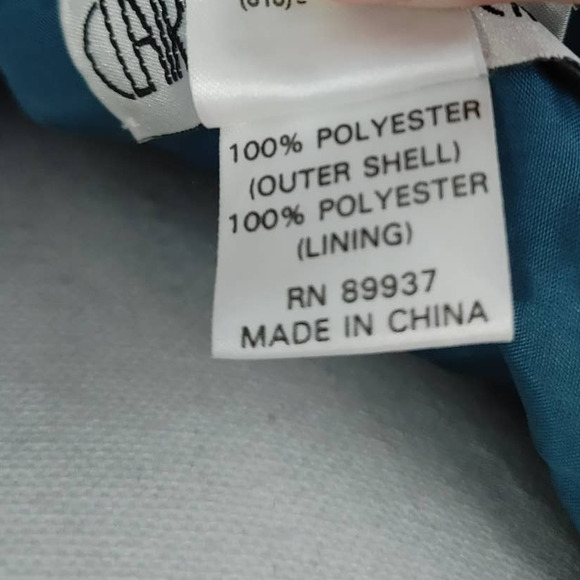 100% POLYESTER
(OUTER SHELL)
100% POLYESTER
(LINING)
RN 89937
MADE IN CHINA